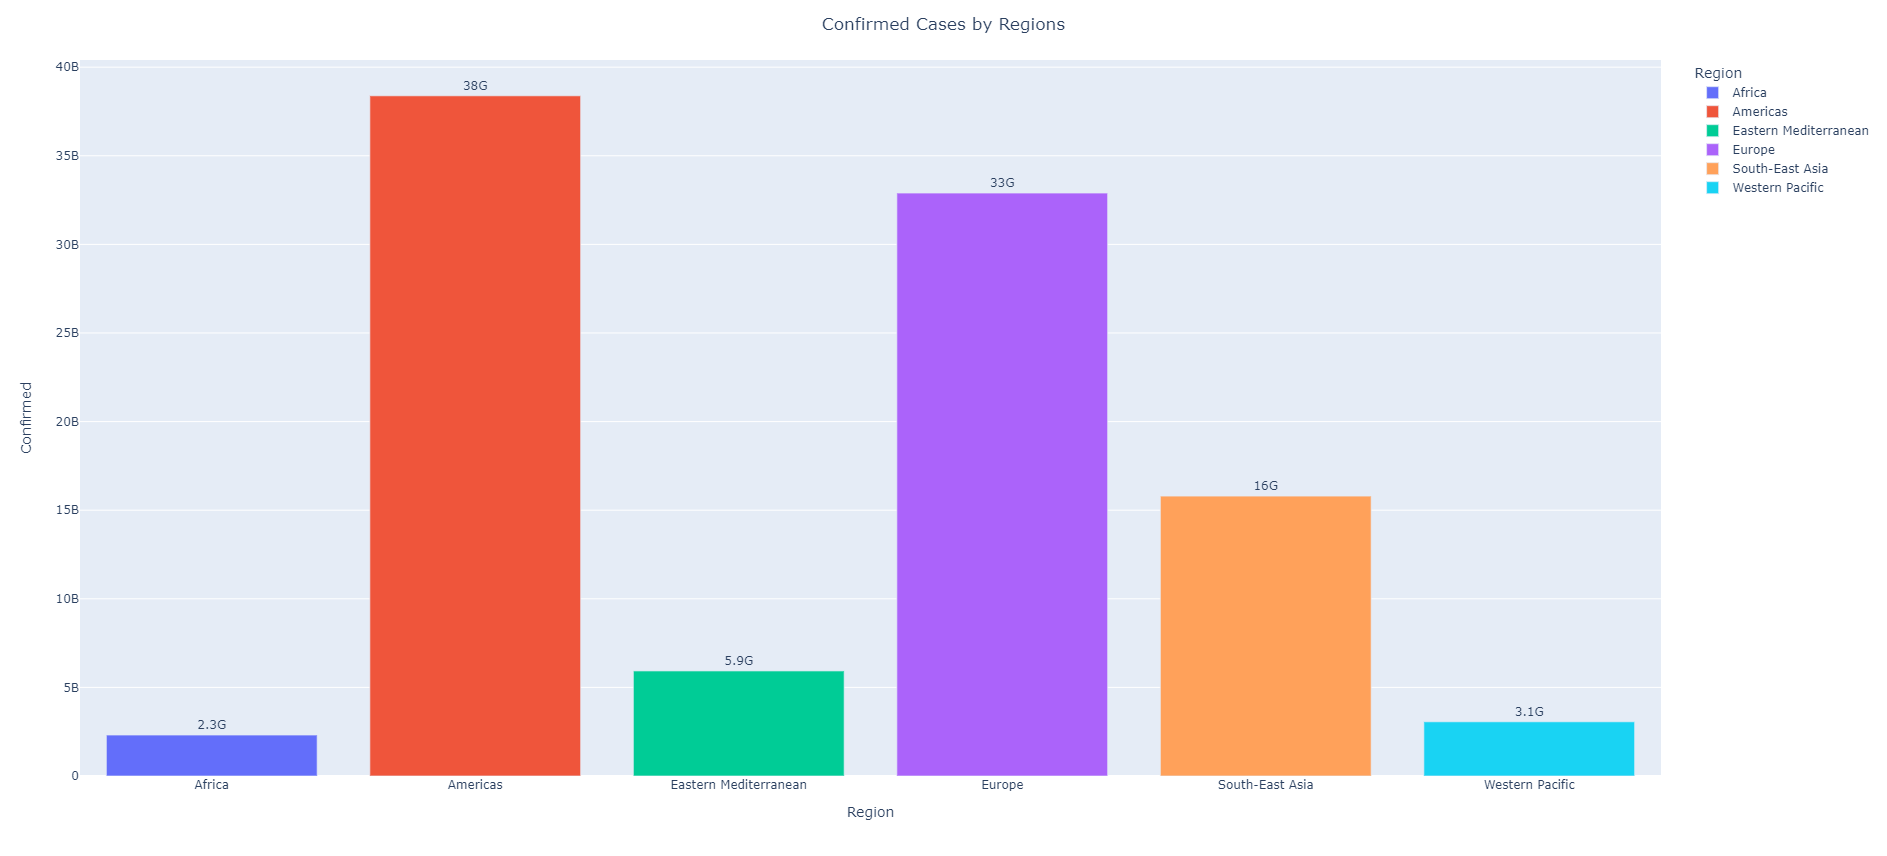 Confirmed Cases by Regions
40B
35B
30B
25B
20B
15B
10B
5B
0
Confirmed
2.3G
38G
5.9G
33G
16G
3.1G
Africa
Americas
Eastern Mediterranean
Europe
South-East Asia
Western Pacific
Region
Region
Africa
Americas
Eastern Mediterranean
Europe
South-East Asia
Western Pacific